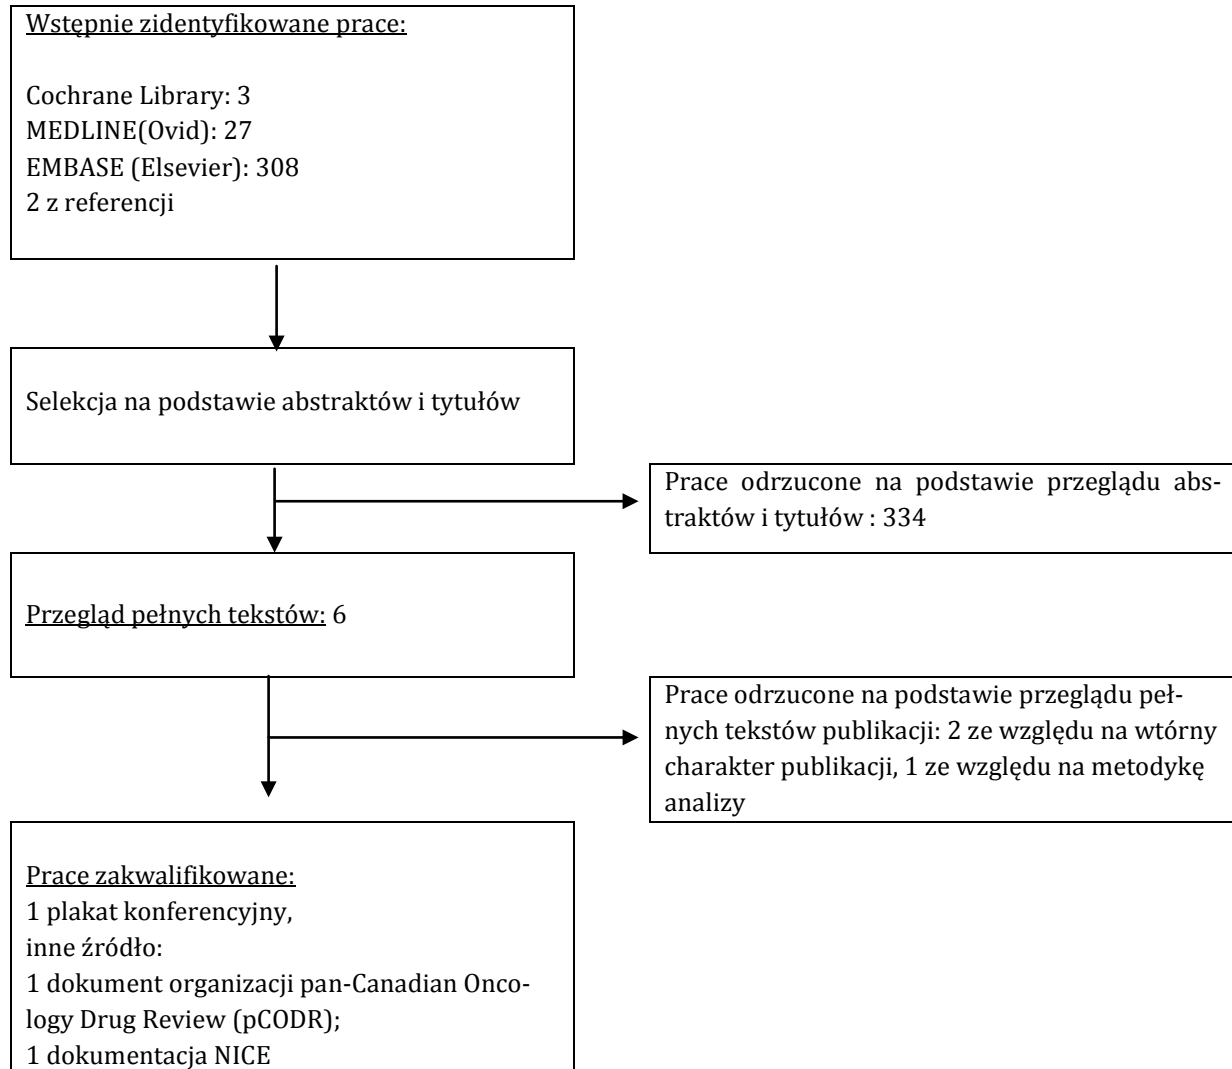 Wstępnie zidentyfikowane prace:
Cochrane Library: 3
MEDLINE(Ovid): 27
EMBASE (Elsevier): 308
2 z referencji
Selekcja na podstawie abstraktów i tytułów
Prace odrzucone na podstawie przeglądu abs-
traktów i tytułów : 334
Przegląd pełnych tekstów: 6
Prace odrzucone na podstawie przeglądu peł-
nych tekstów publikacji: 2 ze względu na wtórny
charakter publikacji, 1 ze względu na metodykę
analizy
Prace zakwalifikowane:
1 plakat konferencyjny,
inne źródło:
1 dokument organizacji pan-Canadian Onco-
logy Drug Review (pCODR);
1 dokumentacja NICE